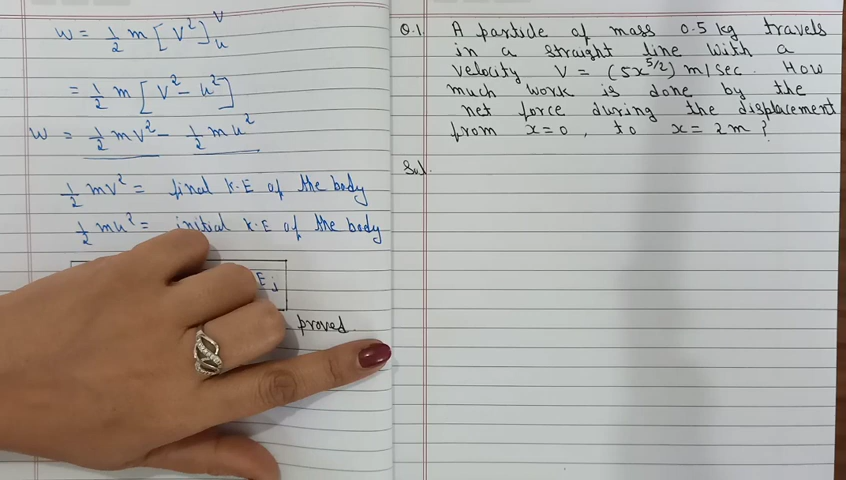 W = 1/2 m [V²]ᵥᵤ
= 1/2 m [V² - u²]
W = 1/2 mv² - 1/2 mu²
1/2 mv² = final K.E of the body
1/2 mu² = initial K.E of the body
E i
proved
Q.1. A particle of mass 0.5 kg travels
in a straight line with a
velocity V = (5x^5/2) m/sec. How
much work is done by the
net force during the displacement
from x=0, to x= 2m?
Sol.